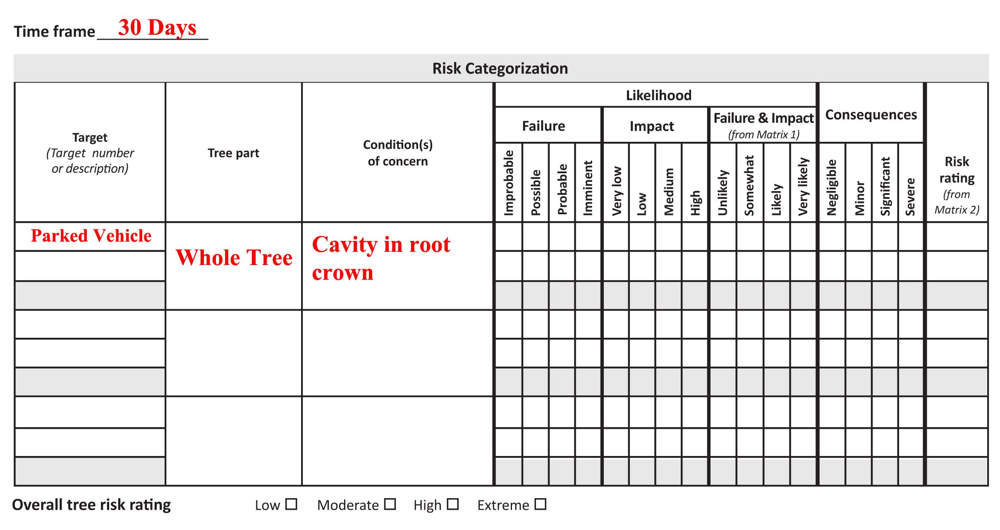 Time frame 30 Days
Risk Categorization
Target
(Target number
or description)
Tree part
Condition(s)
of concern
Likelihood
Failure
Impact
Failure & Impact
(from Matrix 1)
Consequences
Risk
rating
(from
Matrix 2)
Improbable
Possible
Probable
Imminent
Very low
Low
Medium
High
Unlikely
Somewhat
Likely
Very likely
Negligible
Minor
Significant
Severe
Parked Vehicle
Whole Tree
Cavity in root
crown
Overall tree risk rating Low Moderate High Extreme